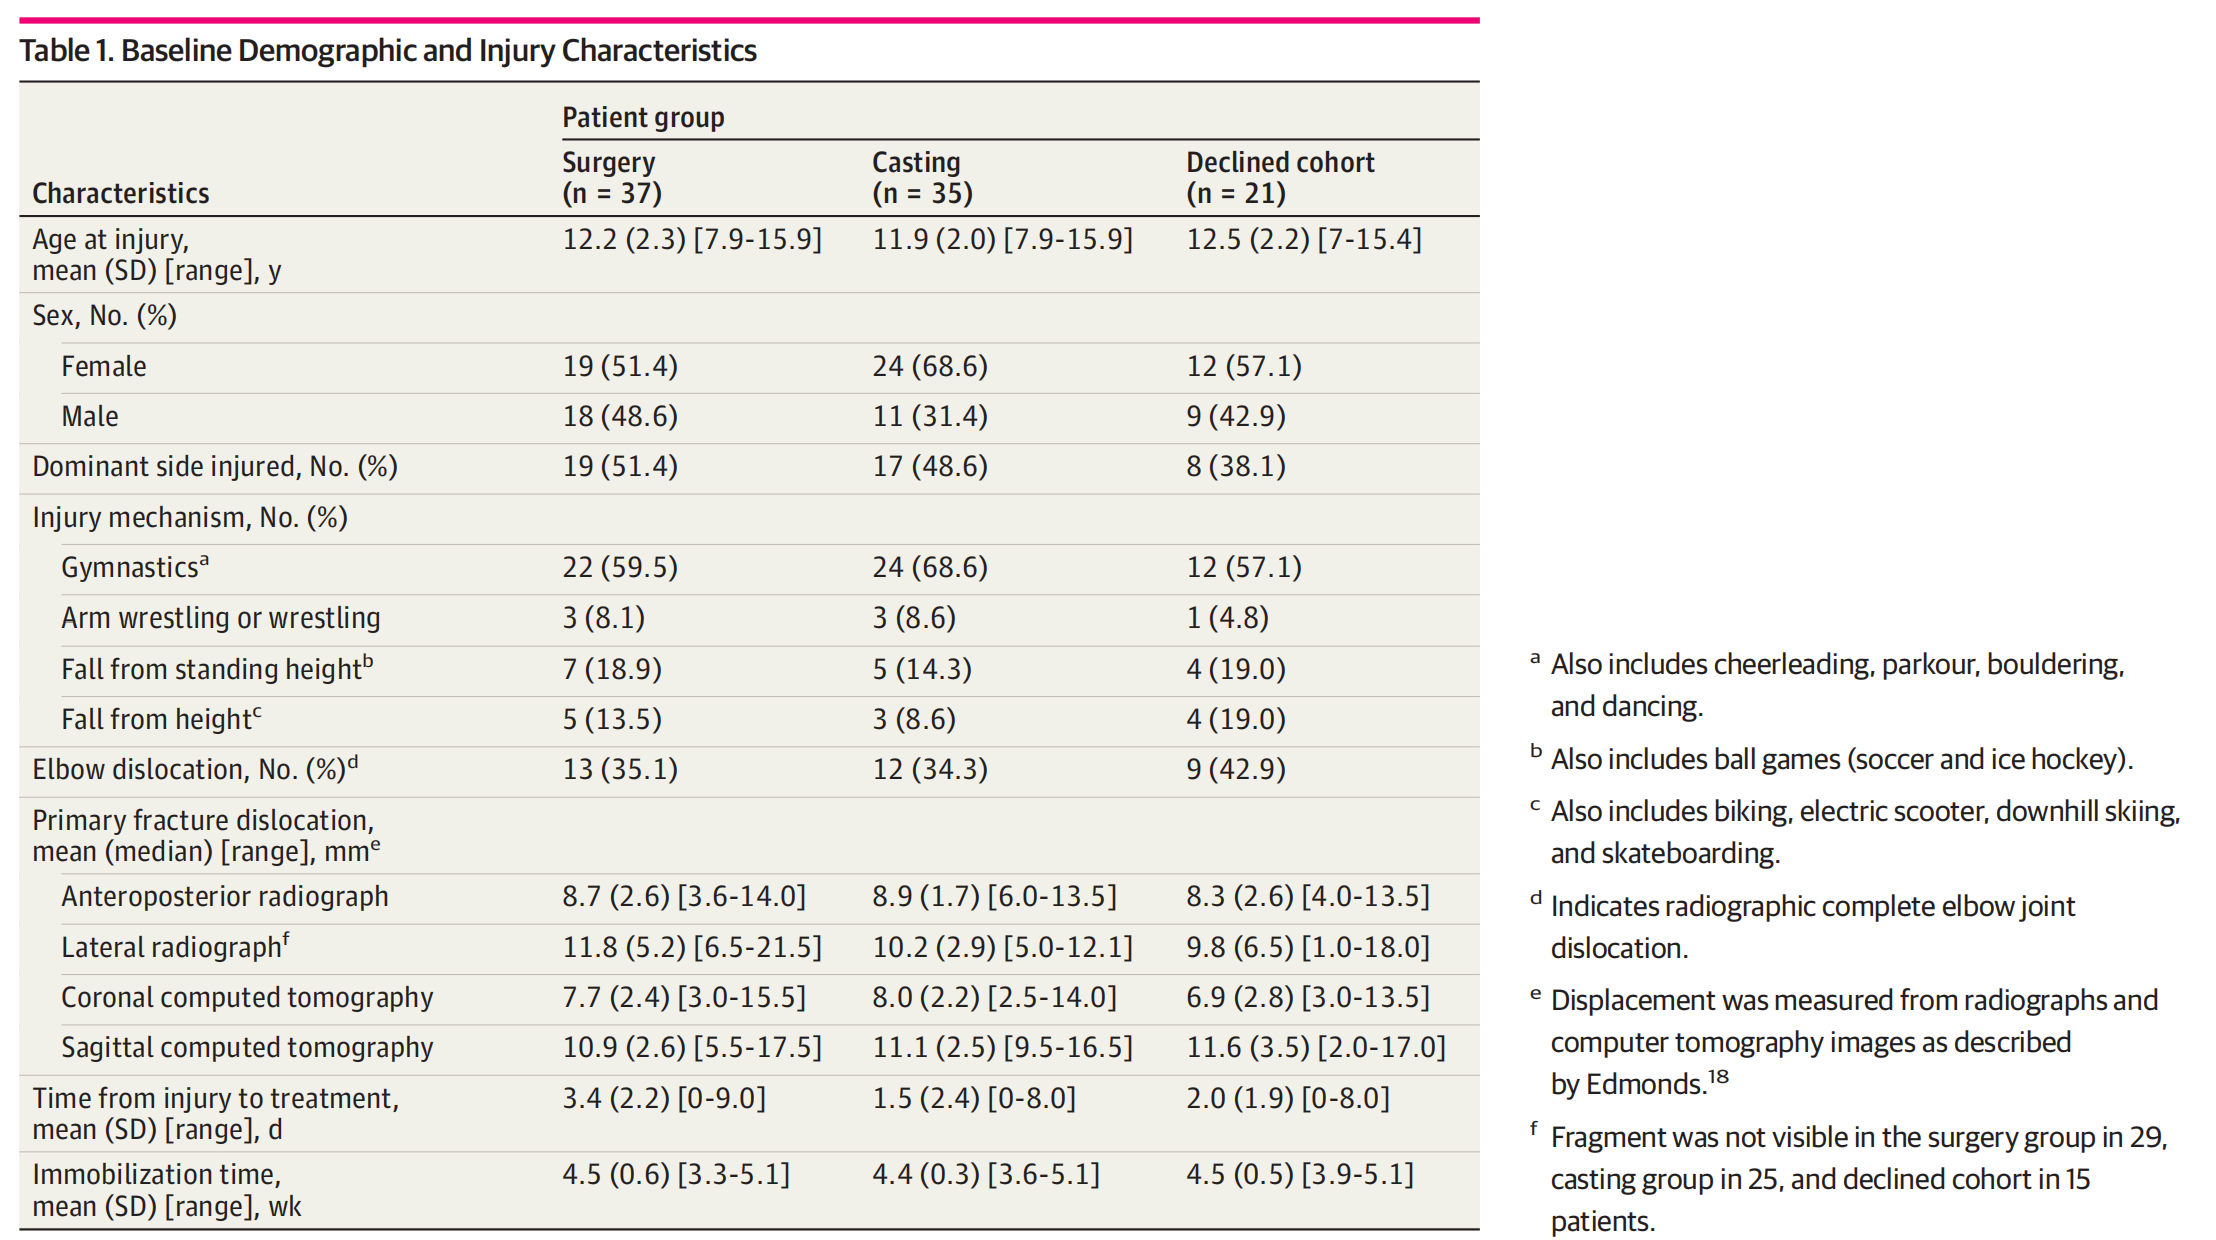 Table 1. Baseline Demographic and Injury Characteristics
Patient group
Characteristics Surgery (n = 37) Casting (n = 35) Declined cohort (n = 21)
Age at injury, mean (SD) [range], y 12.2 (2.3) [7.9-15.9] 11.9 (2.0) [7.9-15.9] 12.5 (2.2) [7-15.4]
Sex, No. (%)
Female 19 (51.4) 24 (68.6) 12 (57.1)
Male 18 (48.6) 11 (31.4) 9 (42.9)
Dominant side injured, No. (%) 19 (51.4) 17 (48.6) 8 (38.1)
Injury mechanism, No. (%)
Gymnasticsᵃ 22 (59.5) 24 (68.6) 12 (57.1)
Arm wrestling or wrestling 3 (8.1) 3 (8.6) 1 (4.8)
Fall from standing heightᵇ 7 (18.9) 5 (14.3) 4 (19.0)
Fall from heightᶜ 5 (13.5) 3 (8.6) 4 (19.0)
Elbow dislocation, No. (%)ᵈ 13 (35.1) 12 (34.3) 9 (42.9)
Primary fracture dislocation, mean (median) [range], mmᵉ
Anteroposterior radiograph 8.7 (2.6) [3.6-14.0] 8.9 (1.7) [6.0-13.5] 8.3 (2.6) [4.0-13.5]
Lateral radiographᶠ 11.8 (5.2) [6.5-21.5] 10.2 (2.9) [5.0-12.1] 9.8 (6.5) [1.0-18.0]
Coronal computed tomography 7.7 (2.4) [3.0-15.5] 8.0 (2.2) [2.5-14.0] 6.9 (2.8) [3.0-13.5]
Sagittal computed tomography 10.9 (2.6) [5.5-17.5] 11.1 (2.5) [9.5-16.5] 11.6 (3.5) [2.0-17.0]
Time from injury to treatment, mean (SD) [range], d 3.4 (2.2) [0-9.0] 1.5 (2.4) [0-8.0] 2.0 (1.9) [0-8.0]
Immobilization time, mean (SD) [range], wk 4.5 (0.6) [3.3-5.1] 4.4 (0.3) [3.6-5.1] 4.5 (0.5) [3.9-5.1]
ᵃ Also includes cheerleading, parkour, bouldering,
and dancing.
ᵇ Also includes ball games (soccer and ice hockey).
ᶜ Also includes biking, electric scooter, downhill skiing,
and skateboarding.
ᵈ Indicates radiographic complete elbow joint
dislocation.
ᵉ Displacement was measured from radiographs and
computer tomography images as described
by Edmonds.¹⁸
ᶠ Fragment was not visible in the surgery group in 29,
casting group in 25, and declined cohort in 15
patients.